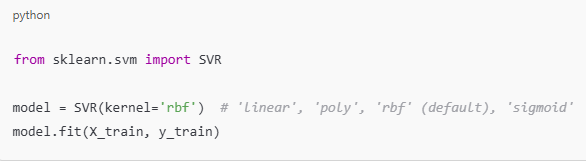 python
from sklearn.svm import SVR
model = SVR(kernel='rbf')  # 'linear', 'poly', 'rbf' (default), 'sigmoid'
model.fit(X_train, y_train)